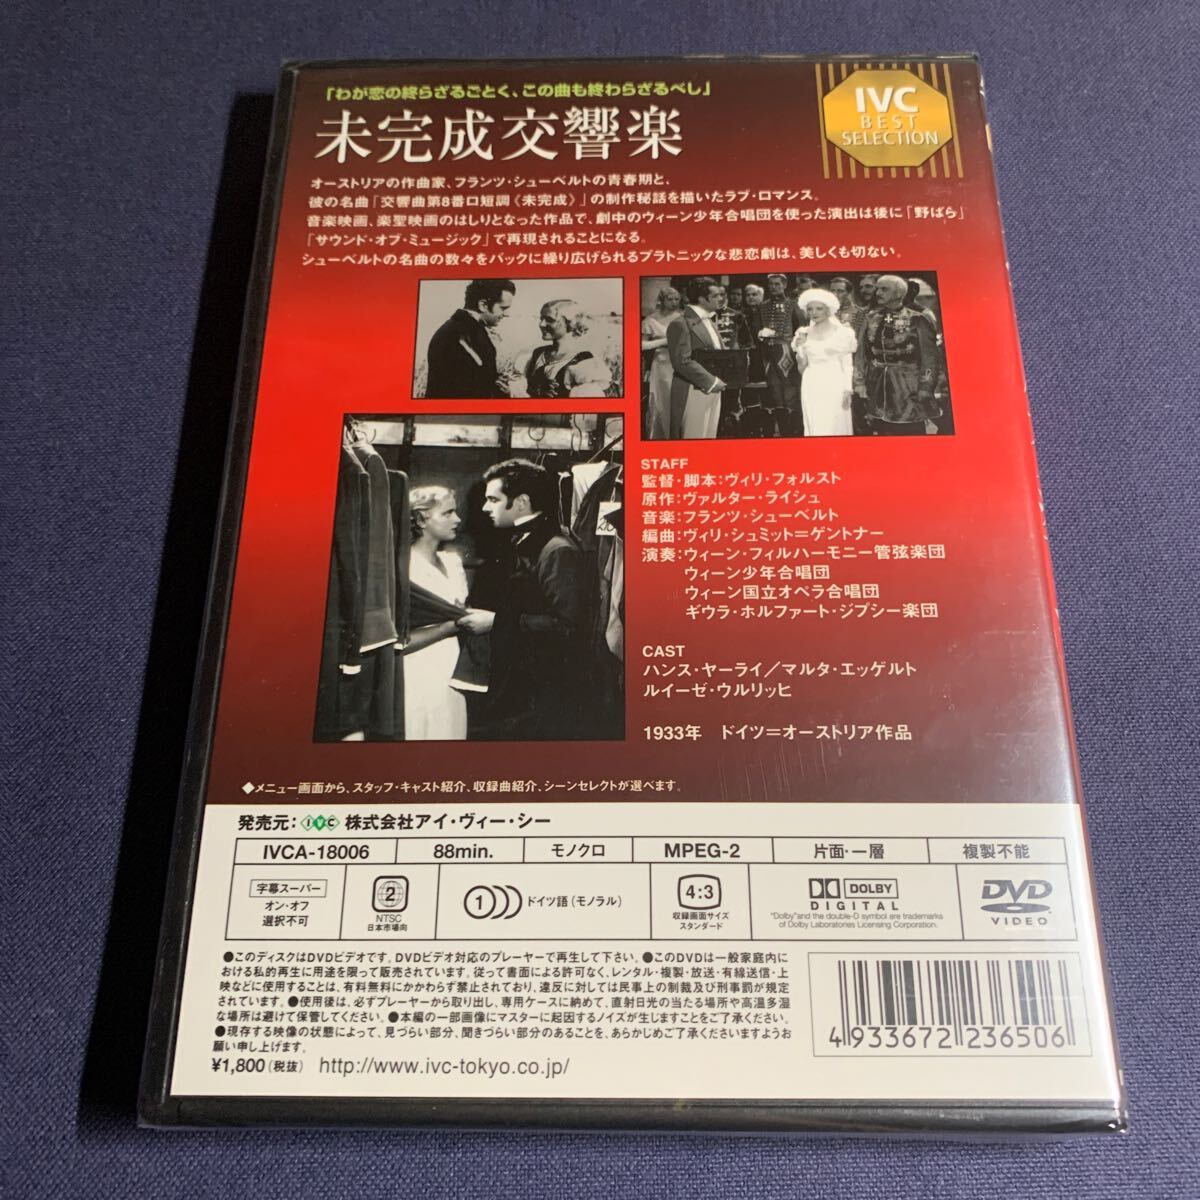 「わが恋の終らざるごとく、この曲も終わらざるべし」
IVC
BEST
SELECTION
未完成交響楽
オーストリアの作曲家、フランツ・シューベルトの青春期と、
彼の名曲「交響曲第8番ロ短調《未完成》」の制作秘話を描いたラブ・ロマンス。
音楽映画、楽聖映画のはしりとなった作品で、劇中のウィーン少年合唱団を使った演出は後に「野ばら」
「サウンド・オブ・ミュージック」で再現されることになる。
シューベルトの名曲の数々をバックに繰り広げられるプラトニックな悲恋劇は、美しくも切ない。
STAFF
監督・脚本:ヴィリ・フォルスト
原作:ヴァルター・ライシュ
音楽:フランツ・シューベルト
編曲:ヴィリ・シュミット=ゲントナー
演奏:ウィーン・フィルハーモニー管弦楽団
ウィーン少年合唱団
ウィーン国立オペラ合唱団
ギウラ・ホルファート・ジプシー楽団
CAST
ハンス・ヤーライ/マルタ・エッゲルト
ルイーゼ・ウルリッヒ
1933年 ドイツ=オーストリア作品
◆メニュー画面から、スタッフ・キャスト紹介、収録曲紹介、シーンセレクトが選べます。
発売元: IVC 株式会社アイ・ヴィー・シー
IVCA-18006 88min. モノクロ MPEG-2 片面・一層 複製不能
字幕スーパー
オン・オフ
選択不可
2
NTSC
日本市場向
1 ドイツ語(モノラル)
4:3
収録画面サイズ
スタンダード
DOLBY
DIGITAL
"Dolby"and the double-D symbol are trademarks
of Dolby Laboratories Licensing Corporation.
DVD
VIDEO
●このディスクはDVDビデオです。DVDビデオ対応のプレーヤーで再生して下さい。●このDVDは一般家庭内に
おける私的再生に用途を限って販売されています。従って書面による許可なく、レンタル・複製・放送・有線送信・上
映などに使用することは、有料無料にかかわらず禁止されており、違反に対しては民事上の制裁及び刑事罰が規定
されています。●使用後は、必ずプレーヤーから取り出し、専用ケースに納めて、直射日光の当たる場所や高温多湿
な場所は避けて保管してください。●本編の一部画像にマスターに起因するノイズが生じますことをご了承ください。
●現存する映像の状態によって、見づらい部分、聞きづらい部分のあることを、あらかじめご了承くださいますようお
願い申し上げます。
¥1,800(税抜) http://www.ivc-tokyo.co.jp/
4 933672 236506